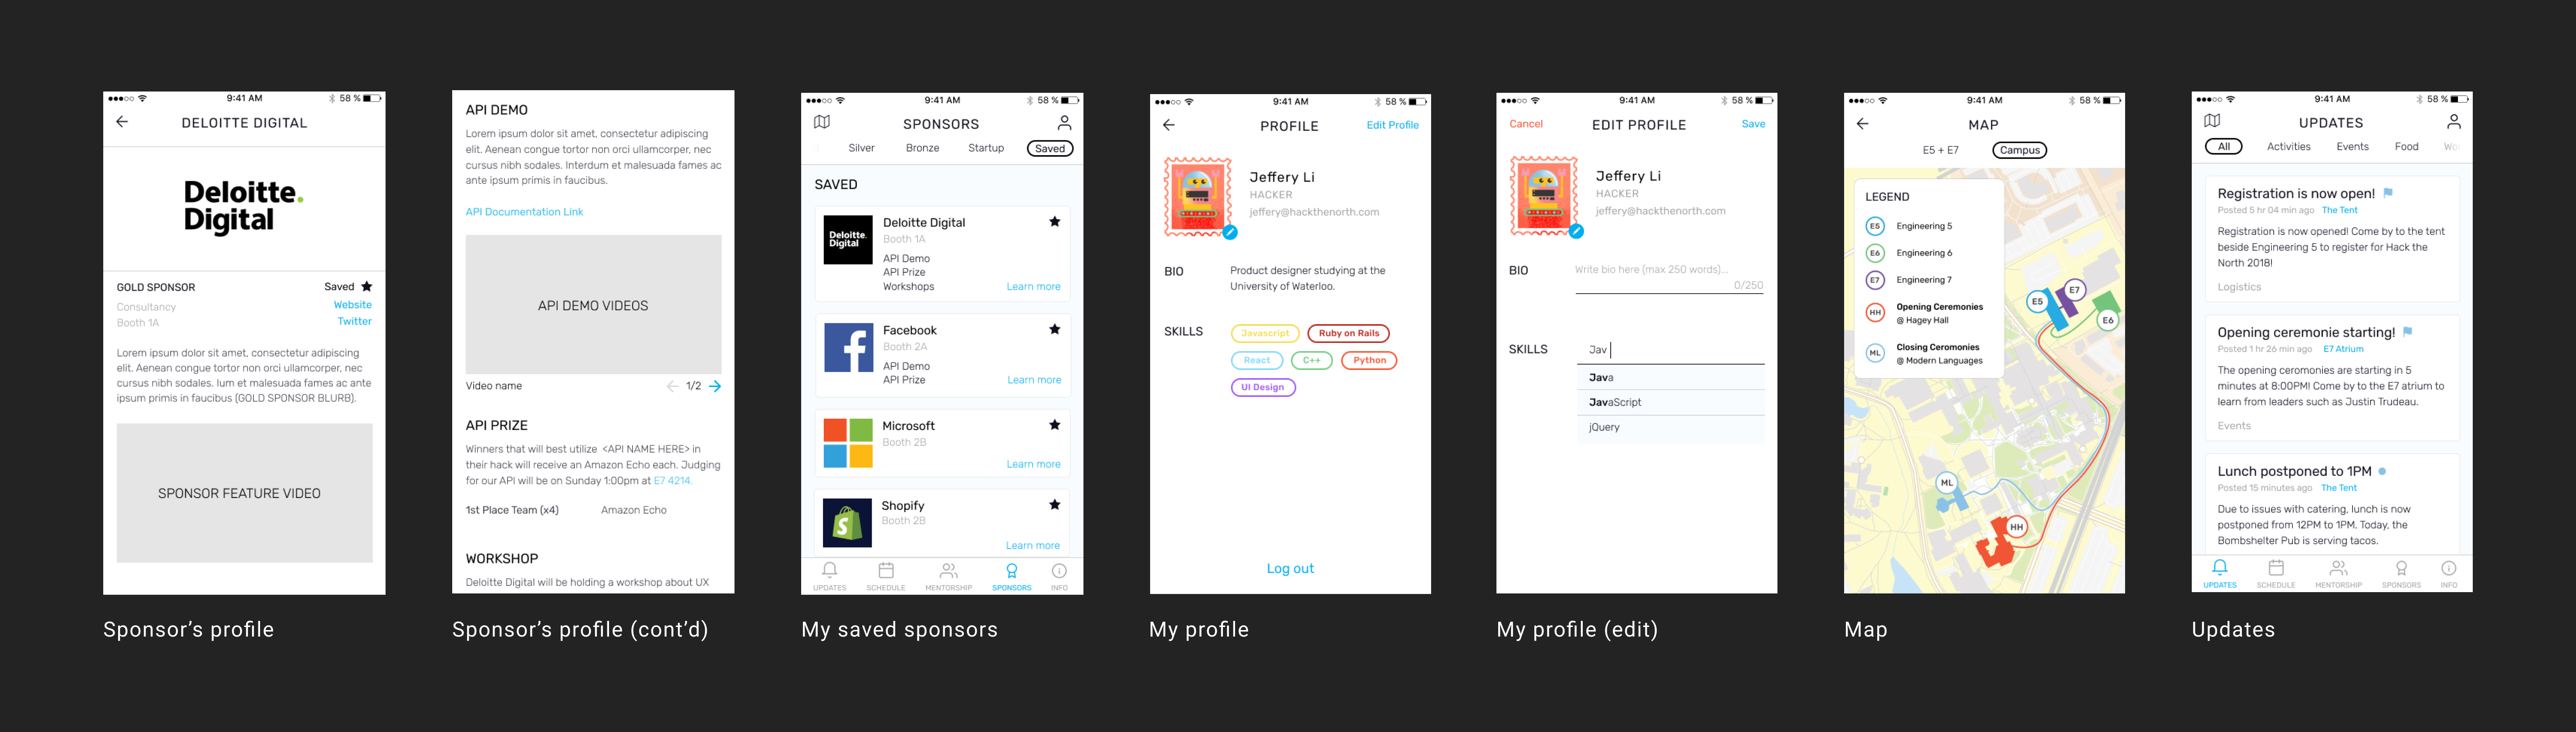 9:41 AM
58 %
DELOITTE DIGITAL
Deloitte.
Digital
GOLD SPONSOR
Saved
Consultancy
Website
Booth 1A
Twitter
Lorem ipsum dolor sit amet, consectetur adipiscing
elit. Aenean congue tortor non orci ullamcorper, nec
cursus nibh sodales. Ium et malesuada fames ac ante
ipsum primis in faucibus (GOLD SPONSOR BLURB).
SPONSOR FEATURE VIDEO
Sponsor’s profile
API DEMO
Lorem ipsum dolor sit amet, consectetur adipiscing
elit. Aenean congue tortor non orci ullamcorper, nec
cursus nibh sodales. Interdum et malesuada fames ac
ante ipsum primis in faucibus.
API Documentation Link
API DEMO VIDEOS
Video name
1/2
API PRIZE
Winners that will best utilize <API NAME HERE> in
their hack will receive an Amazon Echo each. Judging
for our API will be on Sunday 1:00pm at E7 4214.
1st Place Team (x4)
Amazon Echo
WORKSHOP
Deloitte Digital will be holding a workshop about UX
Sponsor’s profile (cont’d)
9:41 AM
58 %
SPONSORS
Silver
Bronze
Startup
Saved
SAVED
Deloitte.
Digital
Deloitte Digital
Booth 1A
API Demo
API Prize
Workshops
Learn more
Facebook
Booth 2A
API Demo
API Prize
Learn more
Microsoft
Booth 2B
Learn more
Shopify
Booth 2B
Learn more
UPDATES
SCHEDULE
MENTORSHIP
SPONSORS
INFO
My saved sponsors
9:41 AM
58 %
PROFILE
Edit Profile
Jeffery Li
HACKER
jeffery@hackthenorth.com
BIO
Product designer studying at the
University of Waterloo.
SKILLS
Javascript
Ruby on Rails
React
C++
Python
UI Design
Log out
My profile
9:41 AM
58 %
Cancel
EDIT PROFILE
Save
Jeffery Li
HACKER
jeffery@hackthenorth.com
BIO
Write bio here (max 250 words)...
0/250
SKILLS
Jav
Java
JavaScript
jQuery
My profile (edit)
9:41 AM
58 %
MAP
E5 + E7
Campus
LEGEND
E5
Engineering 5
E6
Engineering 6
E7
Engineering 7
HH
Opening Ceremonies
@ Hagey Hall
ML
Closing Ceremonies
@ Modern Languages
E7
E5
E6
ML
HH
Map
9:41 AM
58 %
UPDATES
All
Activities
Events
Food
Registration is now open!
Posted 5 hr 04 min ago
The Tent
Registration is now opened! Come by to the tent
beside Engineering 5 to register for Hack the
North 2018!
Logistics
Opening ceremonie starting!
Posted 1 hr 26 min ago
E7 Atrium
The opening ceromonies are starting in 5
minutes at 8:00PM! Come by to the E7 atrium to
learn from leaders such as Justin Trudeau.
Events
Lunch postponed to 1PM
Posted 15 minutes ago
The Tent
Due to issues with catering, lunch is now
postponed from 12PM to 1PM. Today, the
Bombshelter Pub is serving tacos.
UPDATES
SCHEDULE
MENTORSHIP
SPONSORS
INFO
Updates